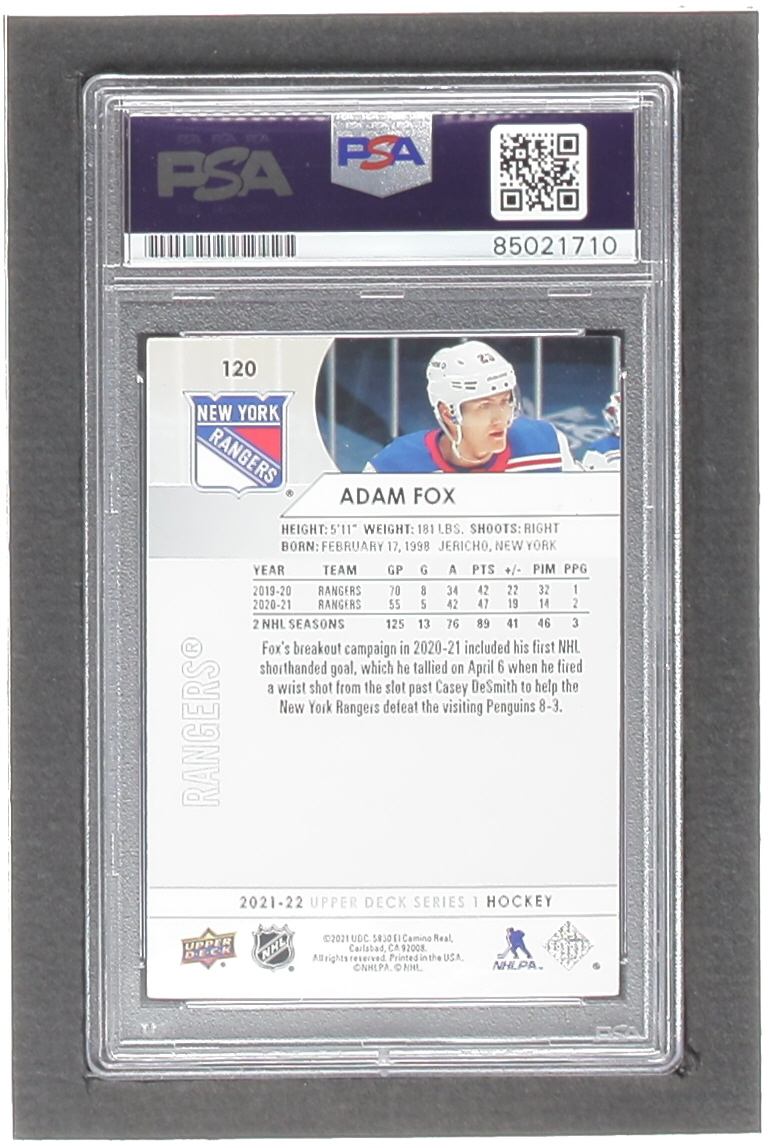 PSA
PSA
85021710
120
NEW YORK
RANGERS
®
23
ADAM FOX
HEIGHT: 5'11" WEIGHT: 181 LBS. SHOOTS: RIGHT
BORN: FEBRUARY 17, 1998 JERICHO, NEW YORK
YEAR TEAM GP G A PTS +/- PIM PPG
2019-20 RANGERS 70 8 34 42 22 32 1
2020-21 RANGERS 55 5 42 47 19 14 2
2 NHL SEASONS 125 13 76 89 41 46 3
Fox's breakout campaign in 2020-21 included his first NHL
shorthanded goal, which he tallied on April 6 when he fired
a wrist shot from the slot past Casey DeSmith to help the
New York Rangers defeat the visiting Penguins 8-3.
RANGERS®
2021-22 UPPER DECK SERIES 1 HOCKEY
UPPER
DECK
NHL
©2021 UDC. 5830 El Camino Real,
Carlsbad, CA 92008.
All rights reserved. Printed in the USA.
©NHLPA. © NHL.
NHLPA
PSA